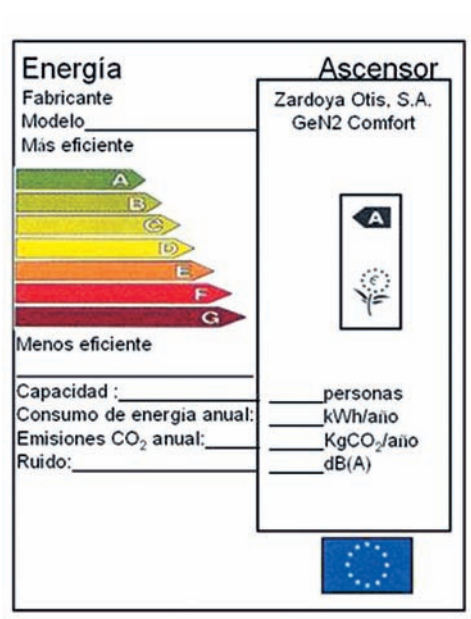 Energía Ascensor
Fabricante Zardoya Otis, S.A.
Modelo GeN2 Comfort
Más eficiente
A
A
B
C
D
E
F
G
Menos eficiente
Capacidad : personas
Consumo de energia anual: kWh/año
Emisiones CO₂ anual: KgCO₂/año
Ruido: dB(A)